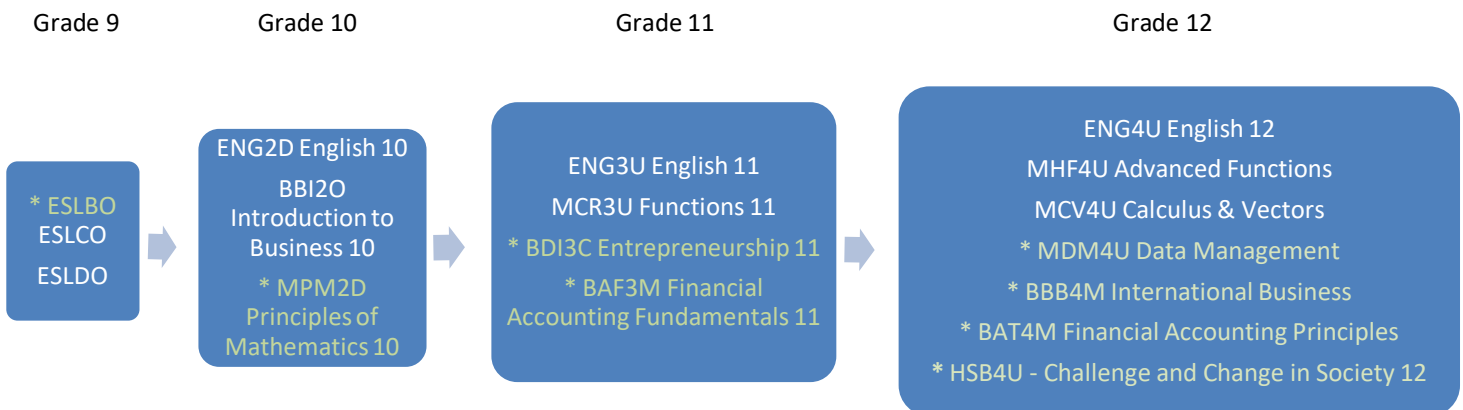 Grade 9
Grade 10
Grade 11
Grade 12
* ESLBO
ESLCO
ESLDO
ENG2D English 10
BBI2O
Introduction to
Business 10
* MPM2D
Principles of
Mathematics 10
ENG3U English 11
MCR3U Functions 11
* BDI3C Entrepreneurship 11
* BAF3M Financial
Accounting Fundamentals 11
ENG4U English 12
MHF4U Advanced Functions
MCV4U Calculus & Vectors
* MDM4U Data Management
* BBB4M International Business
* BAT4M Financial Accounting Principles
* HSB4U - Challenge and Change in Society 12